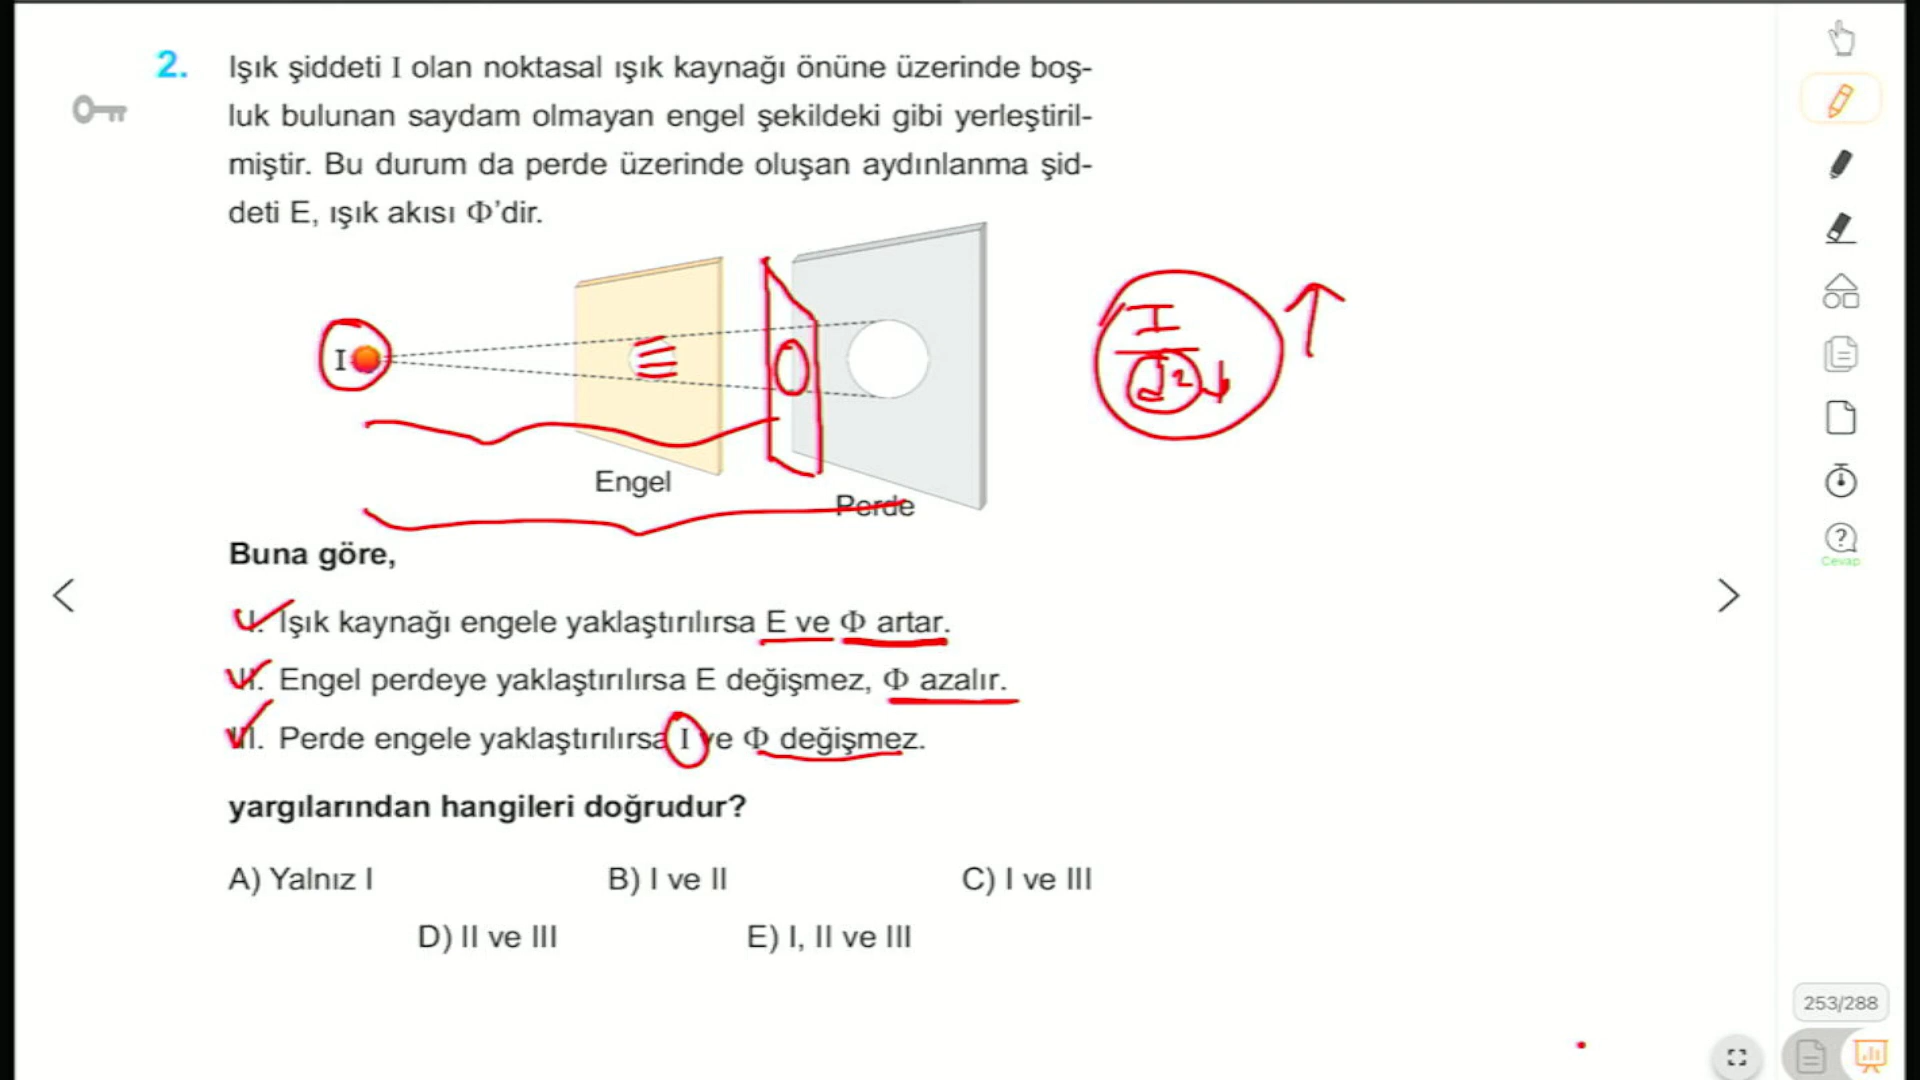 2. Işık şiddeti I olan noktasal ışık kaynağı önüne üzerinde boş-
luk bulunan saydam olmayan engel şekildeki gibi yerleştiril-
miştir. Bu durum da perde üzerinde oluşan aydınlanma şid-
deti E, ışık akısı Φ'dir.
I
Engel
Perde
I
d²
Buna göre,
I. Işık kaynağı engele yaklaştırılırsa E ve Φ artar.
II. Engel perdeye yaklaştırılırsa E değişmez, Φ azalır.
III. Perde engele yaklaştırılırsa I ve Φ değişmez.
yargılarından hangileri doğrudur?
A) Yalnız I
B) I ve II
C) I ve III
D) II ve III
E) I, II ve III
Cevap
253/288